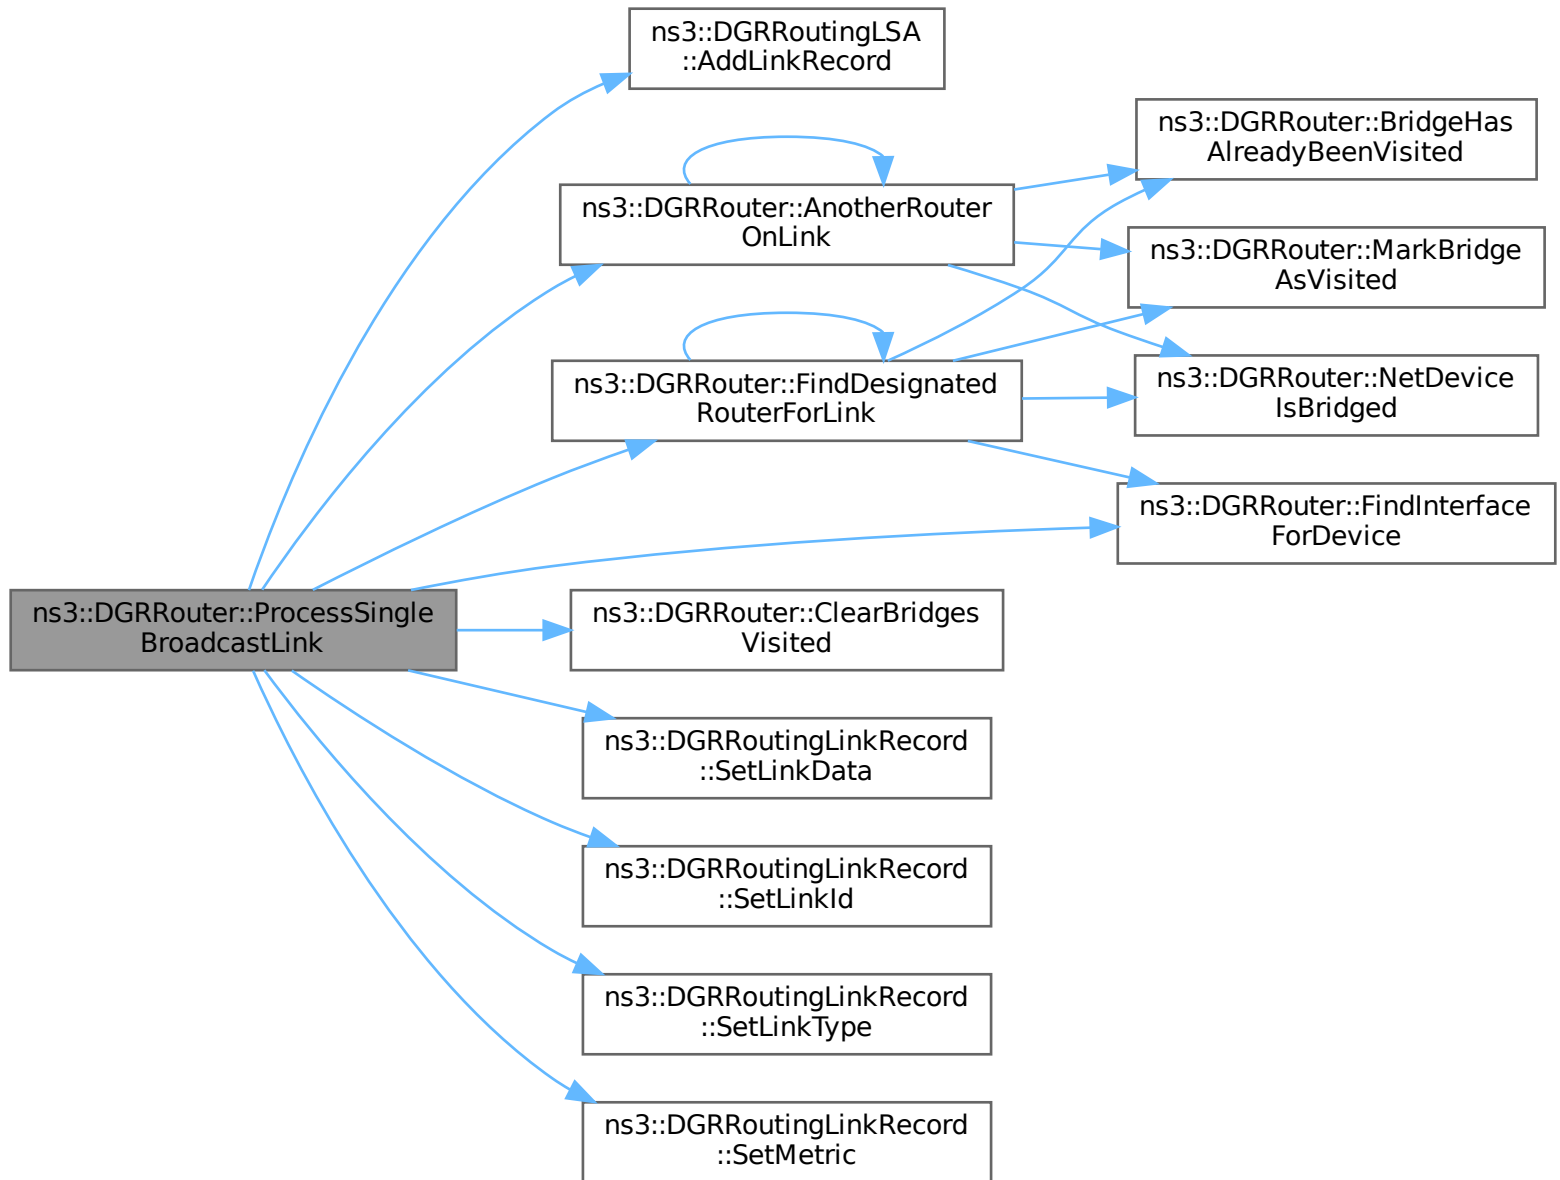 ns3::DGRRoutingLSA
::AddLinkRecord
ns3::DGRRouter::BridgeHas
AlreadyBeenVisited
ns3::DGRRouter::AnotherRouter
OnLink
ns3::DGRRouter::MarkBridge
AsVisited
ns3::DGRRouter::FindDesignated
RouterForLink
ns3::DGRRouter::NetDevice
IsBridged
ns3::DGRRouter::FindInterface
ForDevice
ns3::DGRRouter::ProcessSingle
BroadcastLink
ns3::DGRRouter::ClearBridges
Visited
ns3::DGRRoutingLinkRecord
::SetLinkData
ns3::DGRRoutingLinkRecord
::SetLinkId
ns3::DGRRoutingLinkRecord
::SetLinkType
ns3::DGRRoutingLinkRecord
::SetMetric